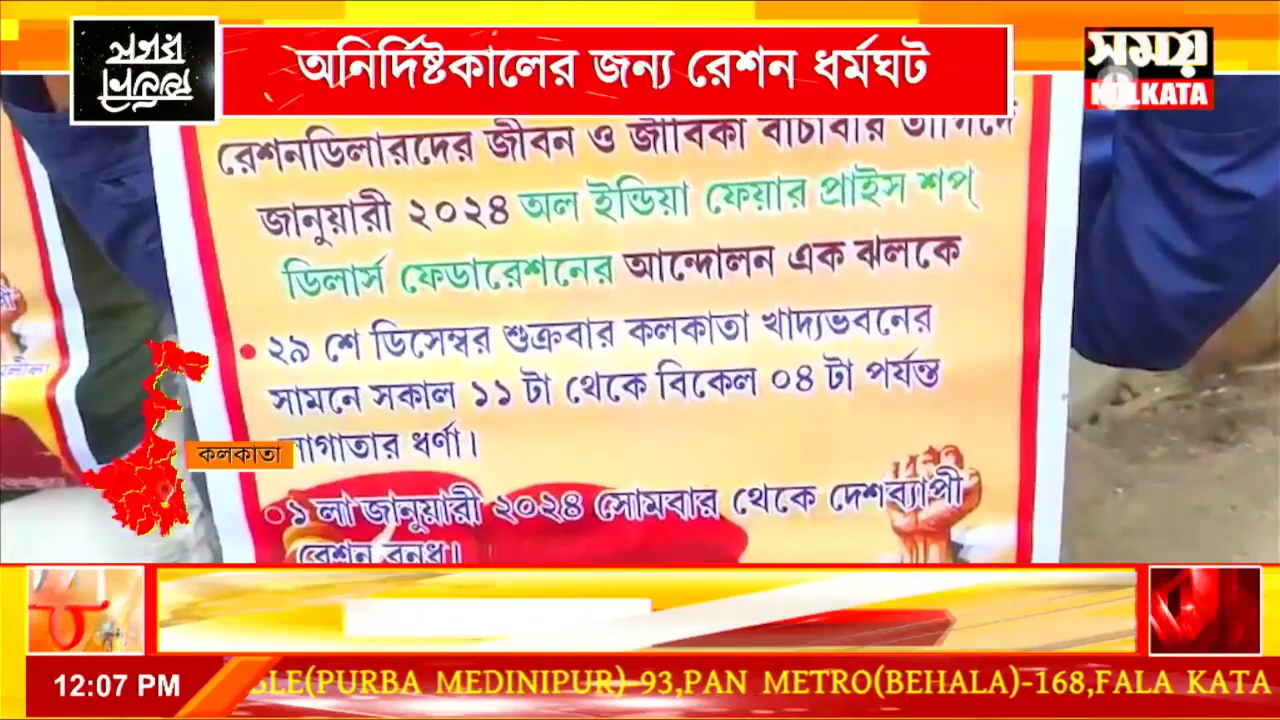 অনির্দিষ্টকালের জন্য রেশন ধর্মঘট
সময়
KOLKATA
রেশনডিলারদের জীবন ও জীবিকা বাঁচাবার তাগিদে
জানুয়ারী ২০২৪ অল ইন্ডিয়া ফেয়ার প্রাইস শপ্
ডিলার্স ফেডারেশনের আন্দোলন এক ঝলকে
২৯ শে ডিসেম্বর শুক্রবার কলকাতা খাদ্যভবনের
সামনে সকাল ১১ টা থেকে বিকেল ০৪ টা পর্যন্ত
ধর্ণা।
কলকাতা
১ লা জানুয়ারী ২০২৪ সোমবার থেকে দেশব্যাপী
রেশন বনধ।
12:07 PM
(PURBA MEDINIPUR)-93,PAN METRO(BEHALA)-168,FALA KATA